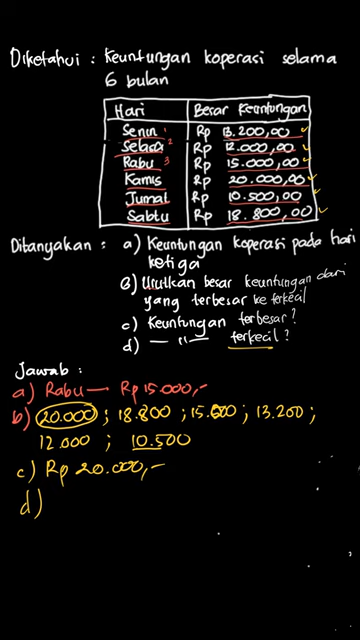 Diketahui : Keuntungan koperasi selama
6 bulan
Hari Besar Keuntungan
Senin 1 Rp 13.200,00
Selasa 2 Rp 12.000,00
Rabu 3 Rp 15.000,00
Kamis Rp 20.000,00
Jumat Rp 10.500,00
Sabtu Rp 18.800,00
Ditanyakan : a) Keuntungan koperasi pada hari
ketiga
b) Urutkan besar keuntungan dari
yang terbesar ke terkecil
c) Keuntungan terbesar?
d) — " — terkecil?
Jawab :
a) Rabu — Rp 15.000,-
b) 20.000 ; 18.800 ; 15.000 ; 13.200 ;
12.000 ; 10.500
c) Rp 20.000,-
d)